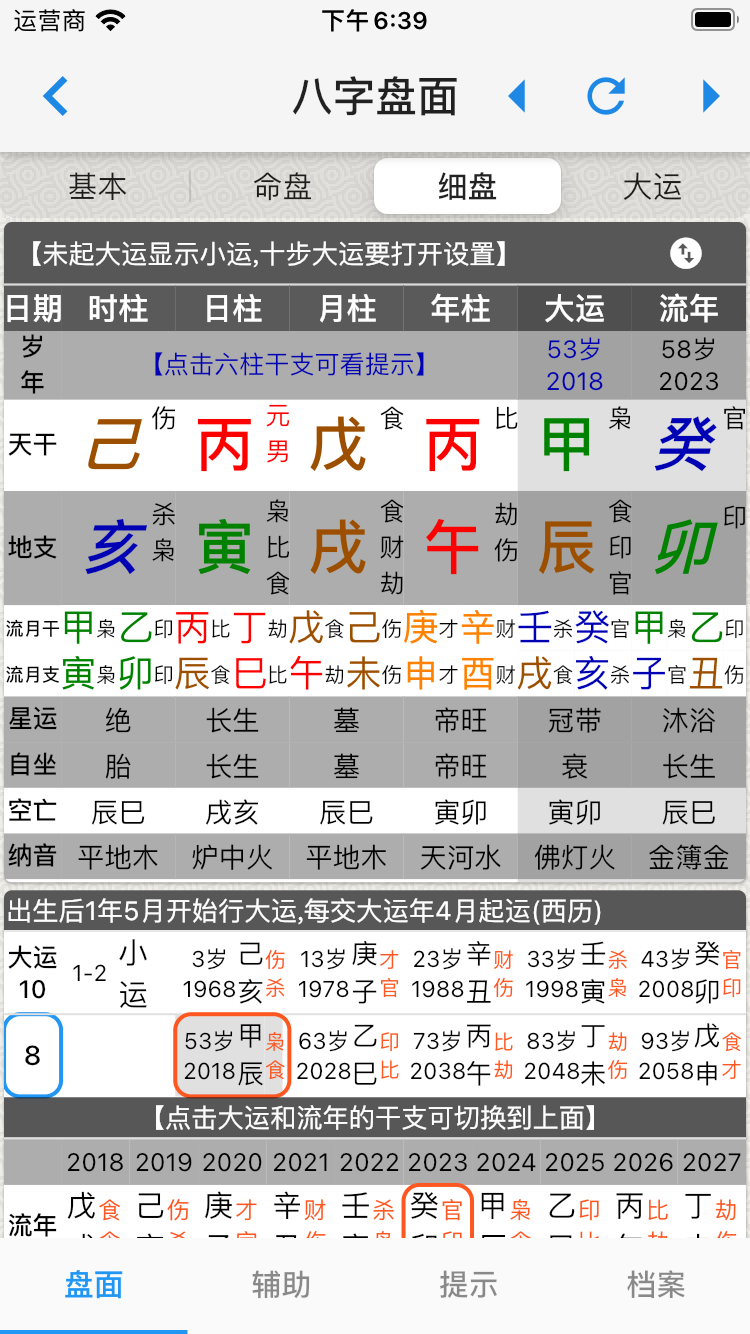 运营商 下午6:39
八字盘面
基本 命盘 细盘 大运
【未起大运显示小运,十步大运要打开设置】
日期 时柱 日柱 月柱 年柱 大运 流年
岁年 【点击六柱干支可看提示】 53岁 2018 58岁 2023
天干 己 伤 丙 元男 戊 食 丙 比 甲 枭 癸 官
地支 亥 杀枭 寅 枭比食 戌 食财劫 午 劫伤 辰 食印官 卯 印
流月干 甲枭 乙印 丙比 丁劫 戊食 己伤 庚才 辛财 壬杀 癸官 甲枭 乙印
流月支 寅枭 卯印 辰食 巳比 午劫 未伤 申才 酉财 戌食 亥杀 子官 丑伤
星运 绝 长生 墓 帝旺 冠带 沐浴
自坐 胎 长生 墓 帝旺 衰 长生
空亡 辰巳 戌亥 辰巳 寅卯 寅卯 辰巳
纳音 平地木 炉中火 平地木 天河水 佛灯火 金簿金
出生后1年5月开始行大运,每交大运年4月起运(西历)
大运 10 1-2 小运 3岁 己伤 13岁 庚才 23岁 辛财 33岁 壬杀 43岁 癸官
1968 亥杀 1978 子官 1988 丑伤 1998 寅枭 2008 卯印
8 53岁 甲枭 63岁 乙印 73岁 丙比 83岁 丁劫 93岁 戊食
2018 辰食 2028 巳比 2038 午劫 2048 未伤 2058 申才
【点击大运和流年的干支可切换到上面】
2018 2019 2020 2021 2022 2023 2024 2025 2026 2027
流年 戊食 己伤 庚才 辛财 壬杀 癸官 甲枭 乙印 丙比 丁劫
盘面 辅助 提示 档案